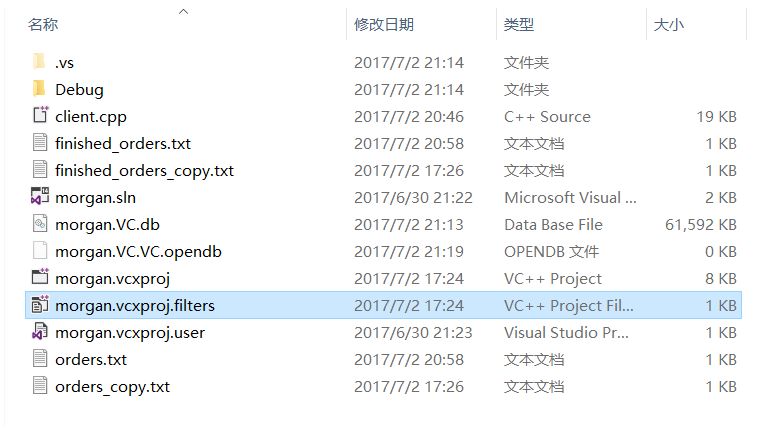 名称 修改日期 类型 大小
.vs 2017/7/2 21:14 文件夹
Debug 2017/7/2 21:14 文件夹
client.cpp 2017/7/2 20:46 C++ Source 19 KB
finished_orders.txt 2017/7/2 20:58 文本文档 1 KB
finished_orders_copy.txt 2017/7/2 17:26 文本文档 1 KB
morgan.sln 2017/6/30 21:22 Microsoft Visual ... 2 KB
morgan.VC.db 2017/7/2 21:13 Data Base File 61,592 KB
morgan.VC.VC.opendb 2017/7/2 21:19 OPENDB 文件 0 KB
morgan.vcxproj 2017/7/2 17:24 VC++ Project 8 KB
morgan.vcxproj.filters 2017/7/2 17:24 VC++ Project Fil... 1 KB
morgan.vcxproj.user 2017/6/30 21:23 Visual Studio Pr... 1 KB
orders.txt 2017/7/2 20:58 文本文档 1 KB
orders_copy.txt 2017/7/2 17:26 文本文档 1 KB